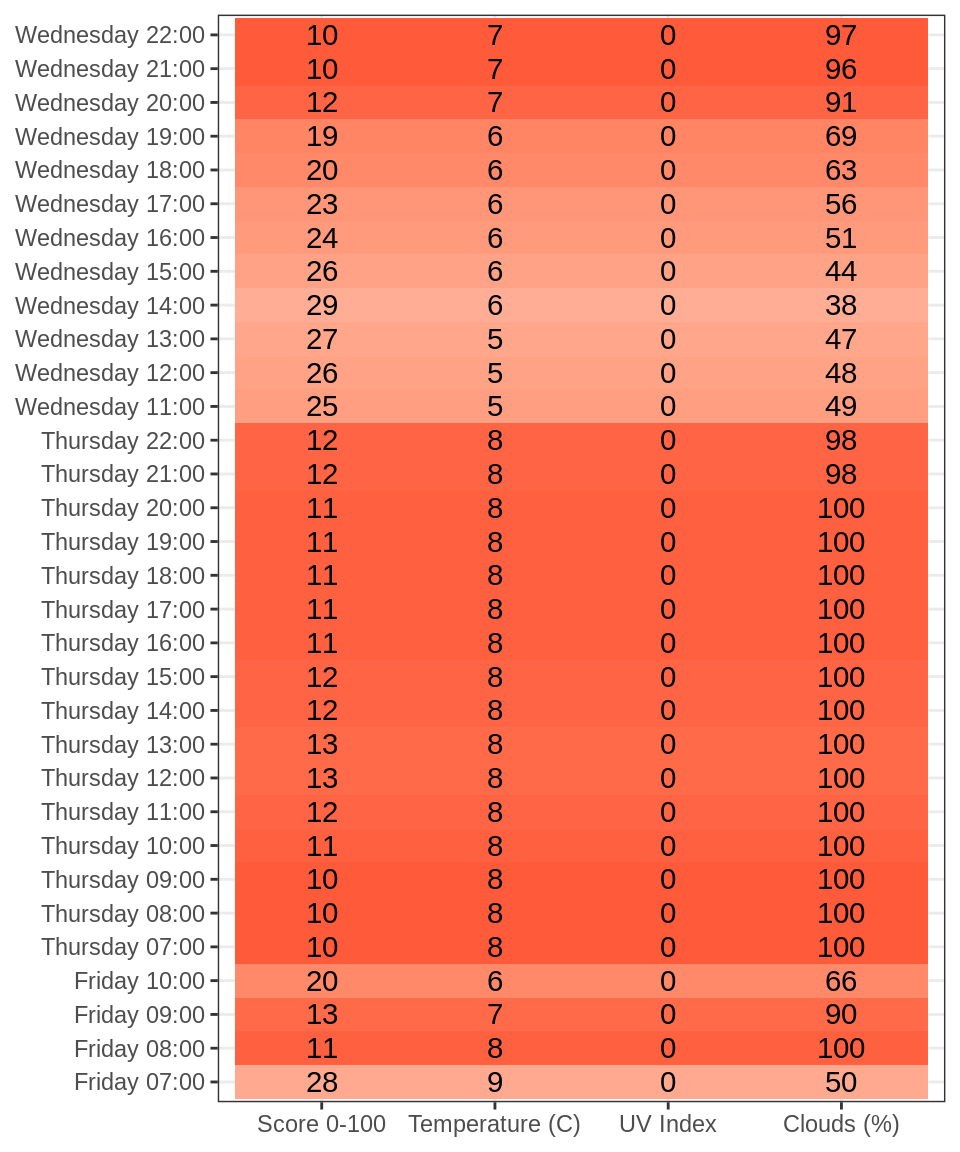 Wednesday 22:00 10 7 0 97
Wednesday 21:00 10 7 0 96
Wednesday 20:00 12 7 0 91
Wednesday 19:00 19 6 0 69
Wednesday 18:00 20 6 0 63
Wednesday 17:00 23 6 0 56
Wednesday 16:00 24 6 0 51
Wednesday 15:00 26 6 0 44
Wednesday 14:00 29 6 0 38
Wednesday 13:00 27 5 0 47
Wednesday 12:00 26 5 0 48
Wednesday 11:00 25 5 0 49
Thursday 22:00 12 8 0 98
Thursday 21:00 12 8 0 98
Thursday 20:00 11 8 0 100
Thursday 19:00 11 8 0 100
Thursday 18:00 11 8 0 100
Thursday 17:00 11 8 0 100
Thursday 16:00 11 8 0 100
Thursday 15:00 12 8 0 100
Thursday 14:00 12 8 0 100
Thursday 13:00 13 8 0 100
Thursday 12:00 13 8 0 100
Thursday 11:00 12 8 0 100
Thursday 10:00 11 8 0 100
Thursday 09:00 10 8 0 100
Thursday 08:00 10 8 0 100
Thursday 07:00 10 8 0 100
Friday 10:00 20 6 0 66
Friday 09:00 13 7 0 90
Friday 08:00 11 8 0 100
Friday 07:00 28 9 0 50
Score 0-100 Temperature (C) UV Index Clouds (%)